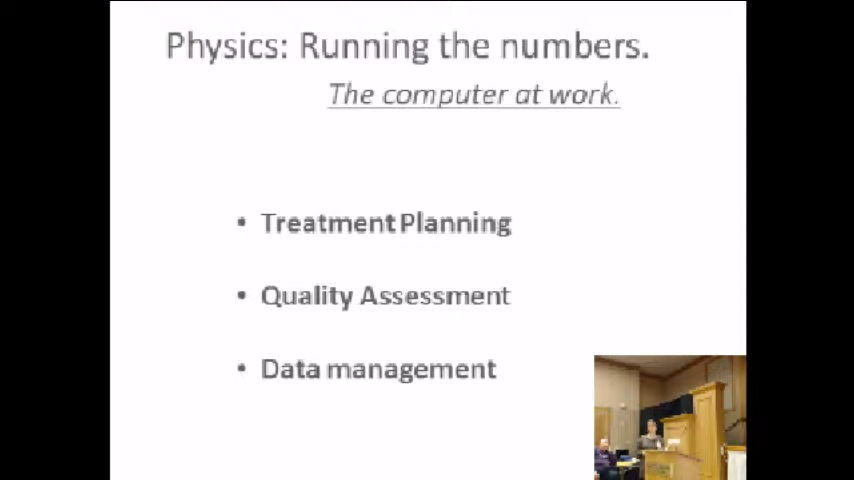 Physics: Running the numbers.
The computer at work.
• Treatment Planning
• Quality Assessment
• Data management